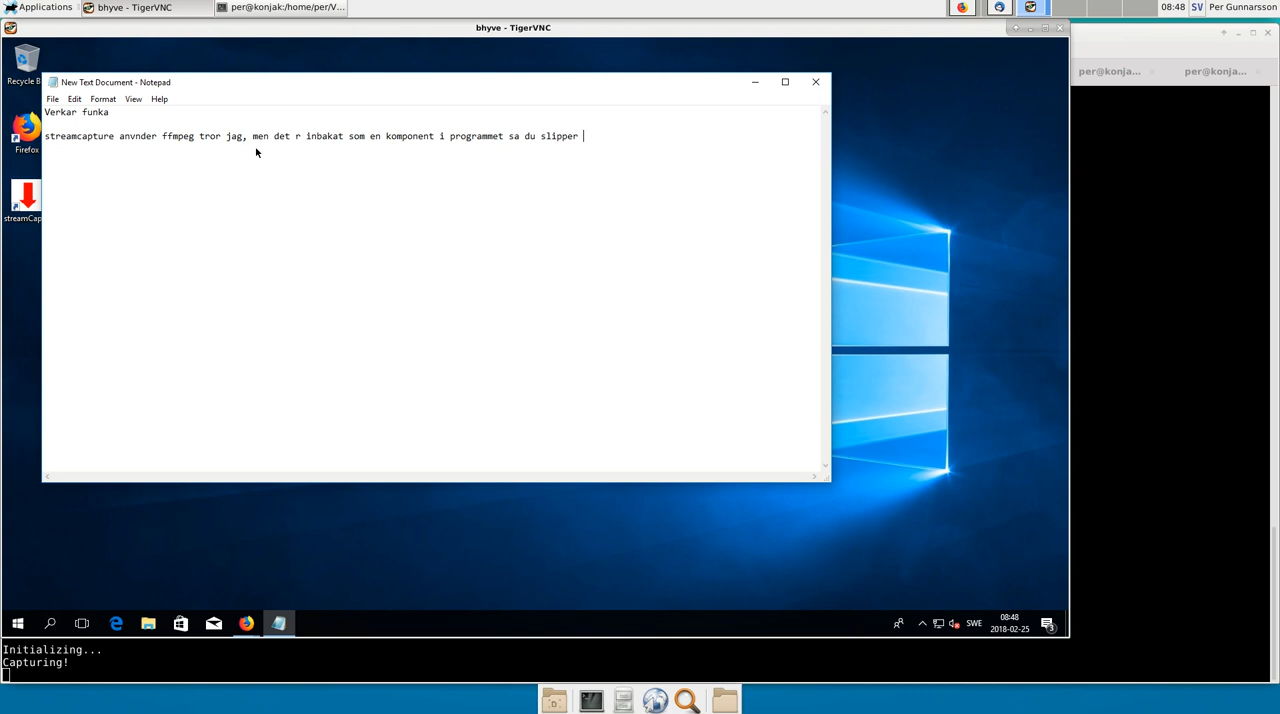 Applications
bhyve - TigerVNC
per@konjak:/home/per/V...
08:48
SV
Per Gunnarsson
bhyve - TigerVNC
per@konja...
per@konja...
Recycle B
Firefox
streamCap
New Text Document - Notepad
File Edit Format View Help
Verkar funka
streamcapture anvnder ffmpeg tror jag, men det r inbakat som en komponent i programmet sa du slipper
SWE
08:48
2018-02-25
3
Initializing...
Capturing!